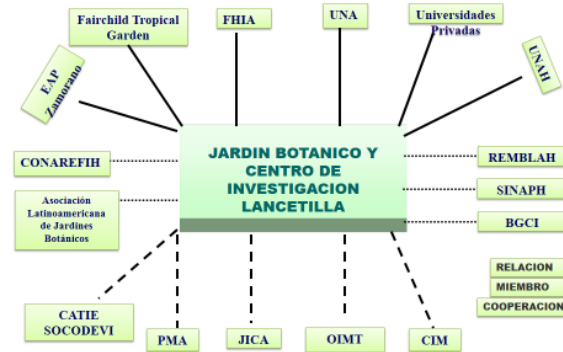 Fairchild Tropical
Garden
FHIA
UNA
Universidades
Privadas
EAP
Zamorano
UNAH
JARDIN BOTANICO Y
CENTRO DE
INVESTIGACION
LANCETILLA
CONAREFIH
Asociación
Latinoamericana
de Jardines
Botánicos
REMBLAH
SINAPH
BGCI
RELACION
MIEMBRO
COOPERACION
CATIE
SOCODEVI
PMA
JICA
OIMT
CIM